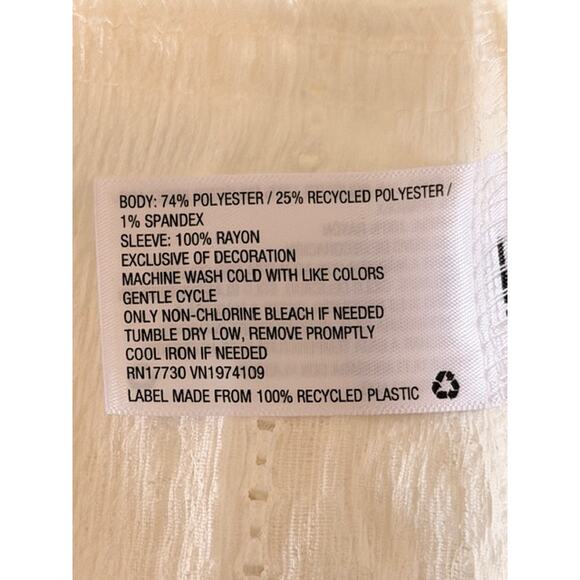 BODY: 74% POLYESTER / 25% RECYCLED POLYESTER /
1% SPANDEX
SLEEVE: 100% RAYON
EXCLUSIVE OF DECORATION
MACHINE WASH COLD WITH LIKE COLORS
GENTLE CYCLE
ONLY NON-CHLORINE BLEACH IF NEEDED
TUMBLE DRY LOW, REMOVE PROMPTLY
COOL IRON IF NEEDED
RN17730 VN1974109
LABEL MADE FROM 100% RECYCLED PLASTIC